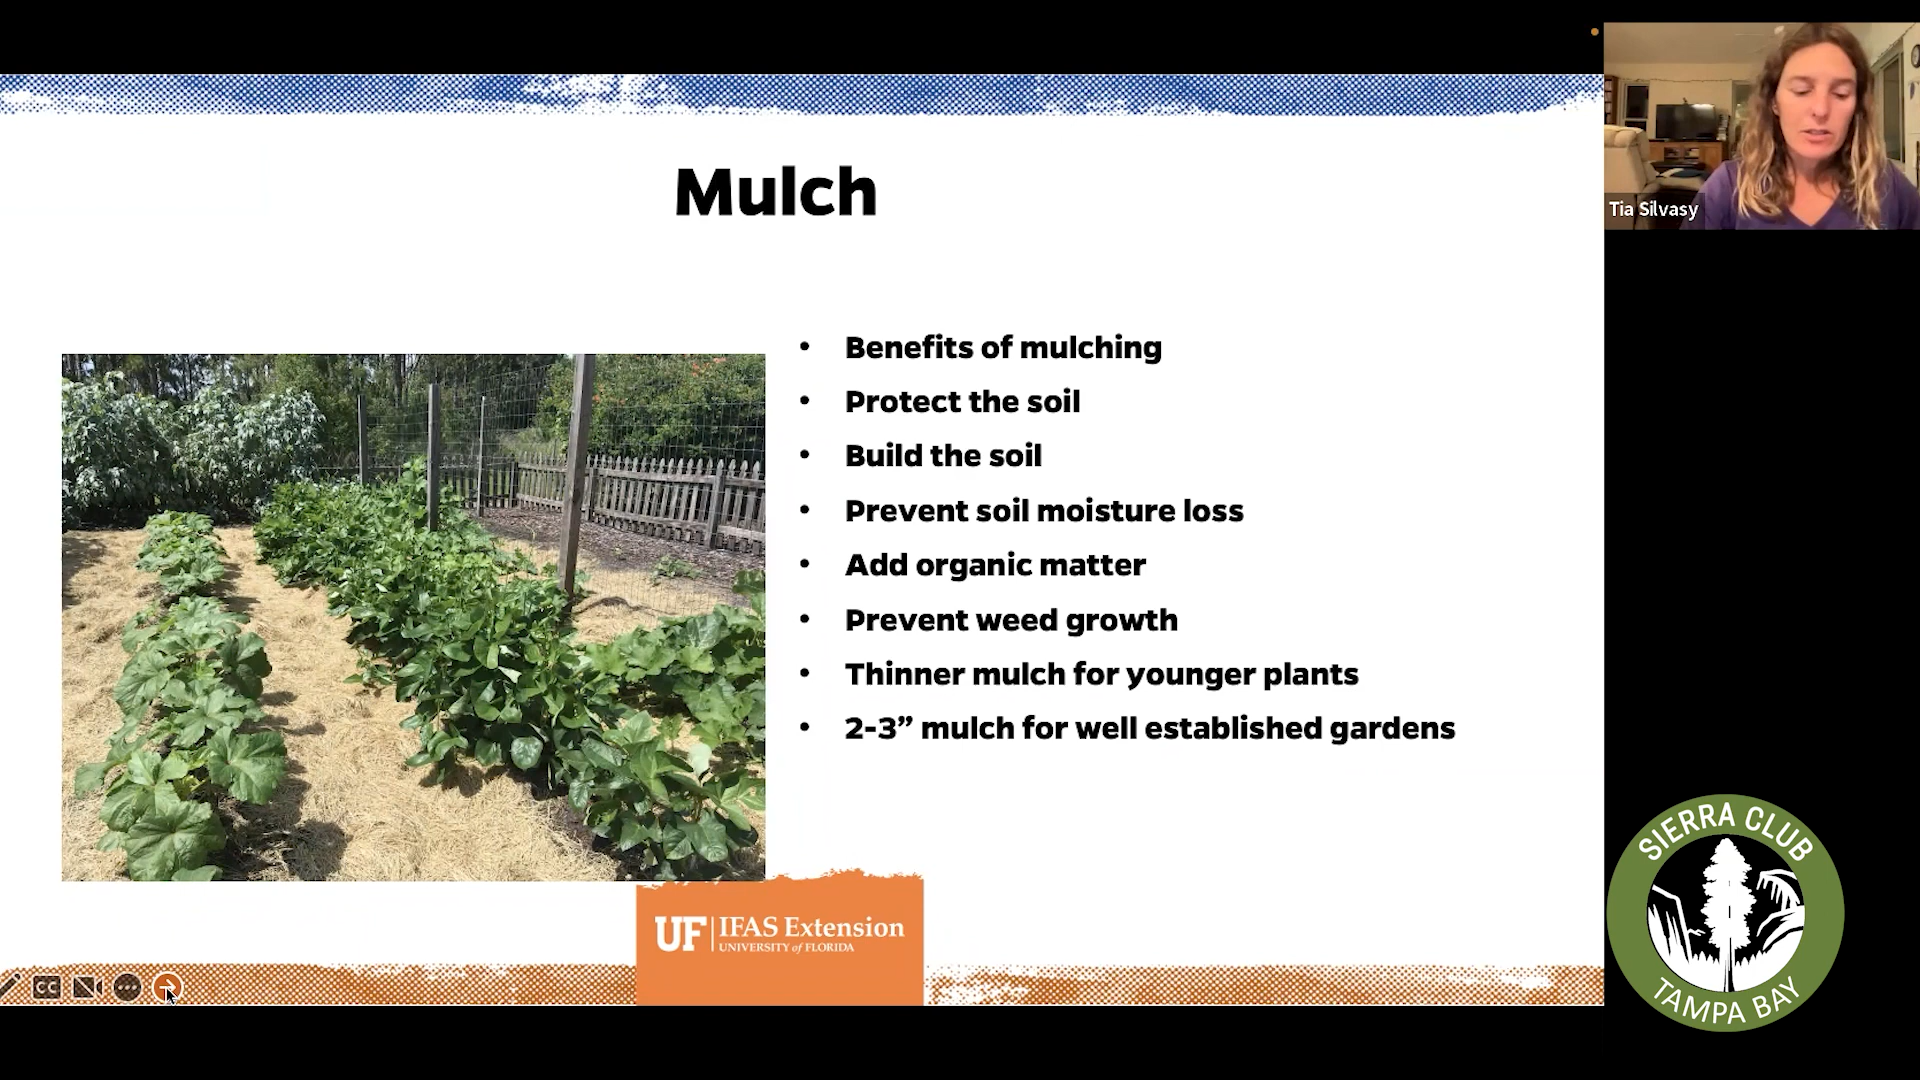 Mulch
• Benefits of mulching
• Protect the soil
• Build the soil
• Prevent soil moisture loss
• Add organic matter
• Prevent weed growth
• Thinner mulch for younger plants
• 2-3” mulch for well established gardens
UF | IFAS Extension
UNIVERSITY of FLORIDA
CC
Tia Silvasy
SIERRA CLUB
TAMPA BAY